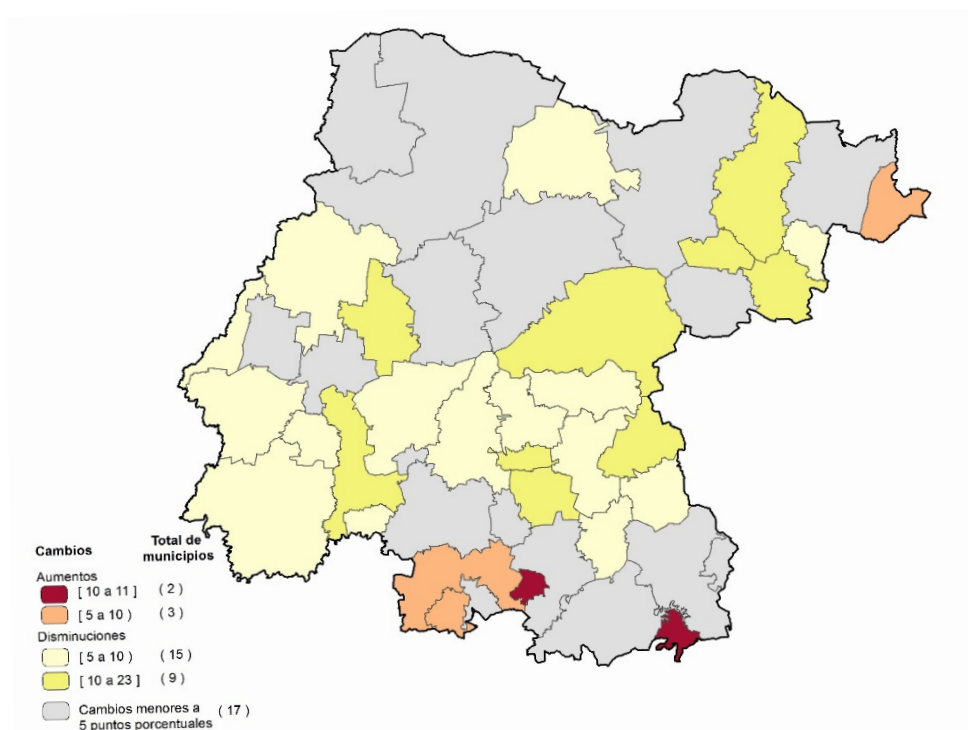 Cambios
Total de
municipios
Aumentos
[ 10 a 11 ] ( 2 )
[ 5 a 10 ) ( 3 )
Disminuciones
[ 5 a 10 ) ( 15 )
[ 10 a 23 ] ( 9 )
Cambios menores a ( 17 )
5 puntos porcentuales